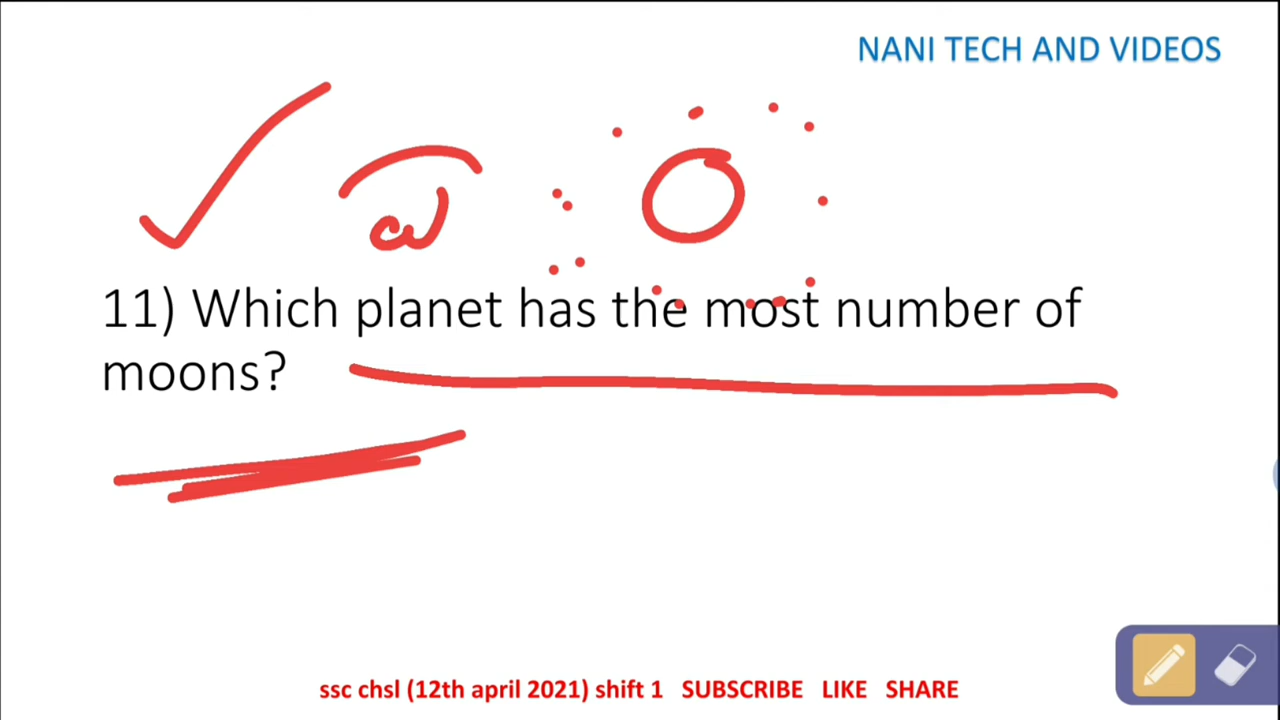 NANI TECH AND VIDEOS
11) Which planet has the most number of
moons?
ssc chsl (12th april 2021) shift 1 SUBSCRIBE LIKE SHARE